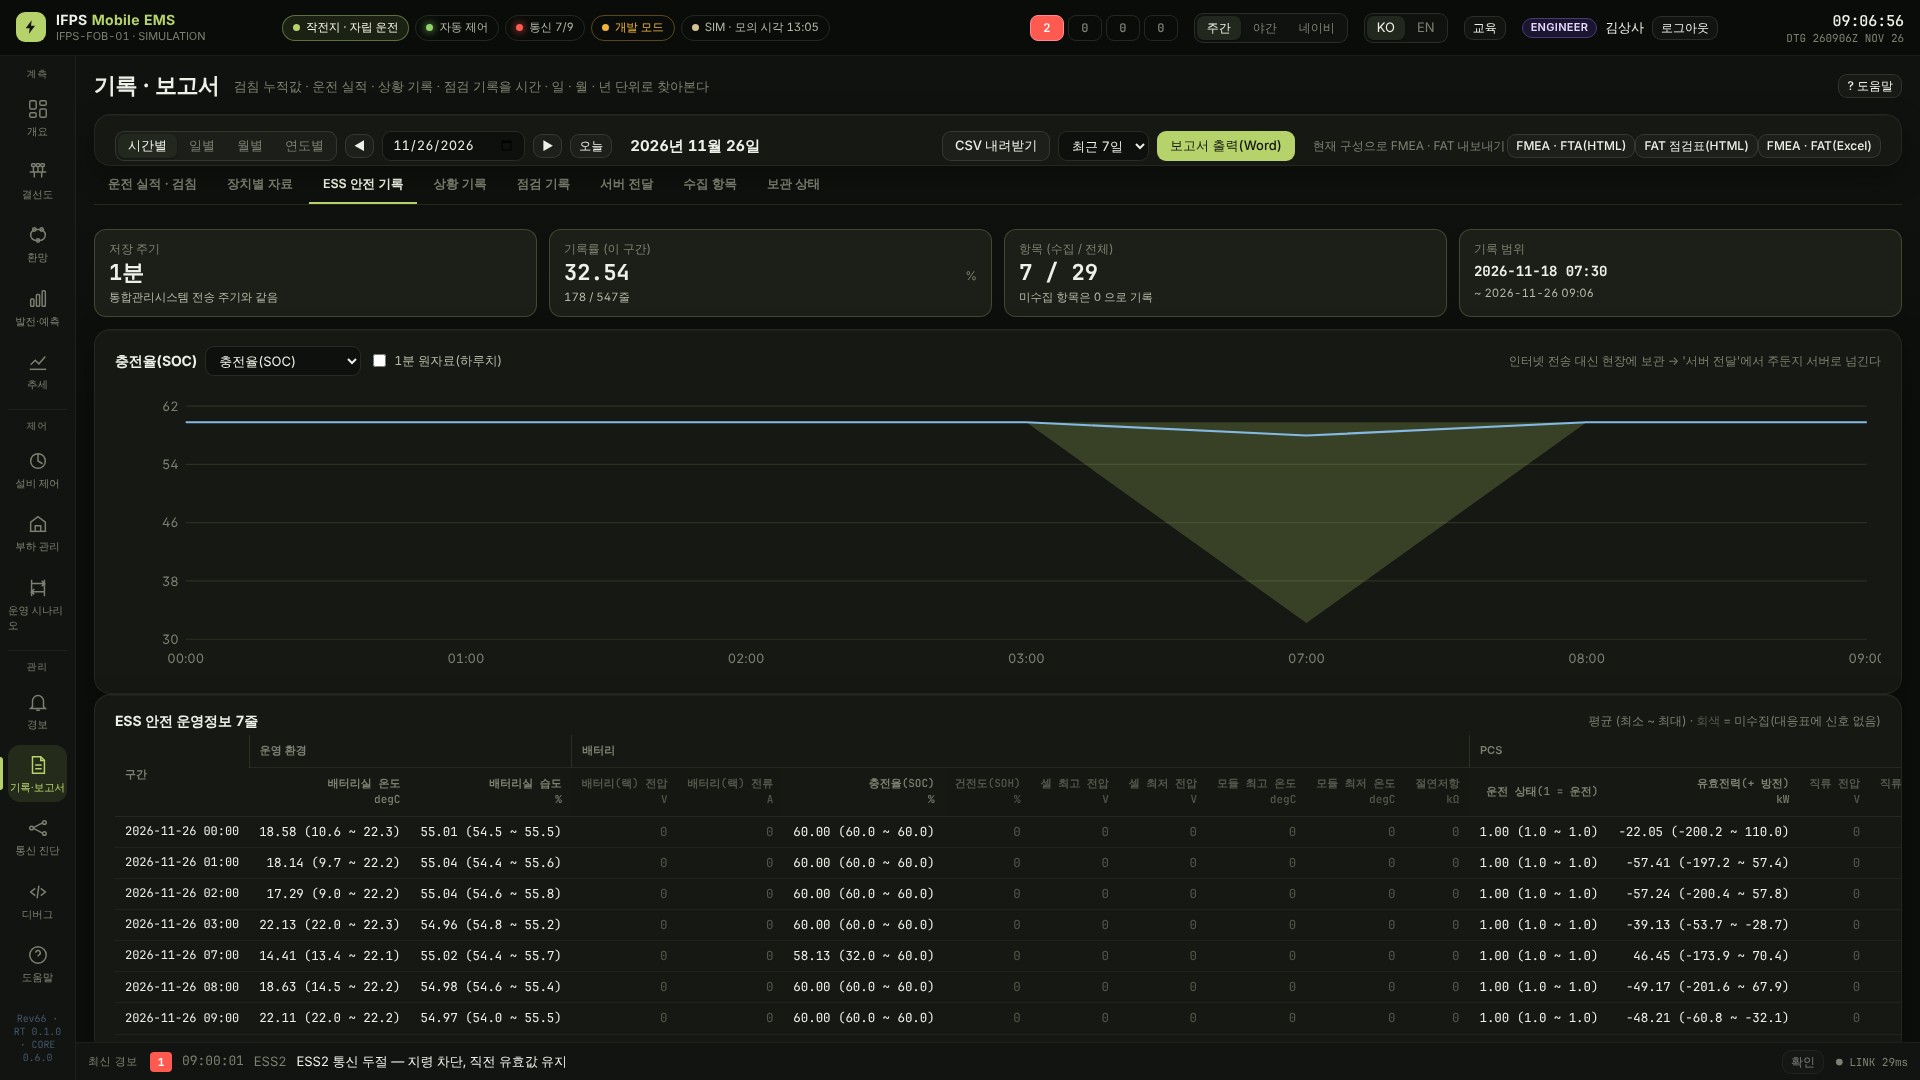 IFPS Mobile EMS
IFPS-FOB-01 · SIMULATION
작전지 · 자립 운전
자동 제어
통신 7/9
개발 모드
SIM · 모의 시각 13:05
2 0 0 0
주간 야간 네이비
KO EN
교육
ENGINEER 김상사 로그아웃
09:06:56
DTG 260906Z NOV 26
계측
개요
결선도
환망
발전·예측
추세
제어
설비 제어
부하 관리
운영 시나리오
관리
경보
기록·보고서
통신 진단
디버그
도움말
Rev66 ·
RT 0.1.0
· CORE
0.6.0
기록 · 보고서 검침 누적값 · 운전 실적 · 상황 기록 · 점검 기록을 시간 · 일 · 월 · 년 단위로 찾아본다
? 도움말
시간별 일별 월별 연도별 ◀ 11/26/2026 ▶ 오늘 2026년 11월 26일
CSV 내려받기 최근 7일 보고서 출력(Word) 현재 구성으로 FMEA · FAT 내보내기 FMEA · FTA(HTML) FAT 점검표(HTML) FMEA · FAT(Excel)
운전 실적 · 검침 장치별 자료 ESS 안전 기록 상황 기록 점검 기록 서버 전달 수집 항목 보관 상태
저장 주기
1분
통합관리시스템 전송 주기와 같음
기록률 (이 구간)
32.54 %
178 / 547줄
항목 (수집 / 전체)
7 / 29
미수집 항목은 0 으로 기록
기록 범위
2026-11-18 07:30
~ 2026-11-26 09:06
충전율(SOC) 충전율(SOC) 1분 원자료(하루치)
인터넷 전송 대신 현장에 보관 → '서버 전달'에서 주둔지 서버로 넘긴다
62
54
46
38
30
00:00 01:00 02:00 03:00 07:00 08:00 09:00
ESS 안전 운영정보 7줄
평균 (최소 ~ 최대) · 회색 = 미수집(대응표에 신호 없음)
구간 운영 환경 배터리 PCS
배터리실 온도 배터리실 습도 배터리(랙) 전압 배터리(랙) 전류 충전율(SOC) 건전도(SOH) 셀 최고 전압 셀 최저 전압 모듈 최고 온도 모듈 최저 온도 절연저항 운전 상태(1 = 운전) 유효전력(+ 방전) 직류 전압 직류
degC % V A % % V V degC degC kΩ kW V
2026-11-26 00:00 18.58 (10.6 ~ 22.3) 55.01 (54.5 ~ 55.5) 0 0 60.00 (60.0 ~ 60.0) 0 0 0 0 0 0 1.00 (1.0 ~ 1.0) -22.05 (-200.2 ~ 110.0) 0
2026-11-26 01:00 18.14 (9.7 ~ 22.2) 55.04 (54.4 ~ 55.6) 0 0 60.00 (60.0 ~ 60.0) 0 0 0 0 0 0 1.00 (1.0 ~ 1.0) -57.41 (-197.2 ~ 57.4) 0
2026-11-26 02:00 17.29 (9.0 ~ 22.2) 55.04 (54.6 ~ 55.8) 0 0 60.00 (60.0 ~ 60.0) 0 0 0 0 0 0 1.00 (1.0 ~ 1.0) -57.24 (-200.4 ~ 57.8) 0
2026-11-26 03:00 22.13 (22.0 ~ 22.3) 54.96 (54.8 ~ 55.2) 0 0 60.00 (60.0 ~ 60.0) 0 0 0 0 0 0 1.00 (1.0 ~ 1.0) -39.13 (-53.7 ~ -28.7) 0
2026-11-26 07:00 14.41 (13.4 ~ 22.1) 55.02 (54.4 ~ 55.7) 0 0 58.13 (32.0 ~ 60.0) 0 0 0 0 0 0 1.00 (1.0 ~ 1.0) 46.45 (-173.9 ~ 70.4) 0
2026-11-26 08:00 18.63 (14.5 ~ 22.2) 54.98 (54.6 ~ 55.4) 0 0 60.00 (60.0 ~ 60.0) 0 0 0 0 0 0 1.00 (1.0 ~ 1.0) -49.17 (-201.6 ~ 67.9) 0
2026-11-26 09:00 22.11 (22.0 ~ 22.2) 54.97 (54.0 ~ 55.5) 0 0 60.00 (60.0 ~ 60.0) 0 0 0 0 0 0 1.00 (1.0 ~ 1.0) -48.21 (-60.8 ~ -32.1) 0
최신 경보 1 09:00:01 ESS2 ESS2 통신 두절 — 지령 차단, 직전 유효값 유지
확인 LINK 29ms